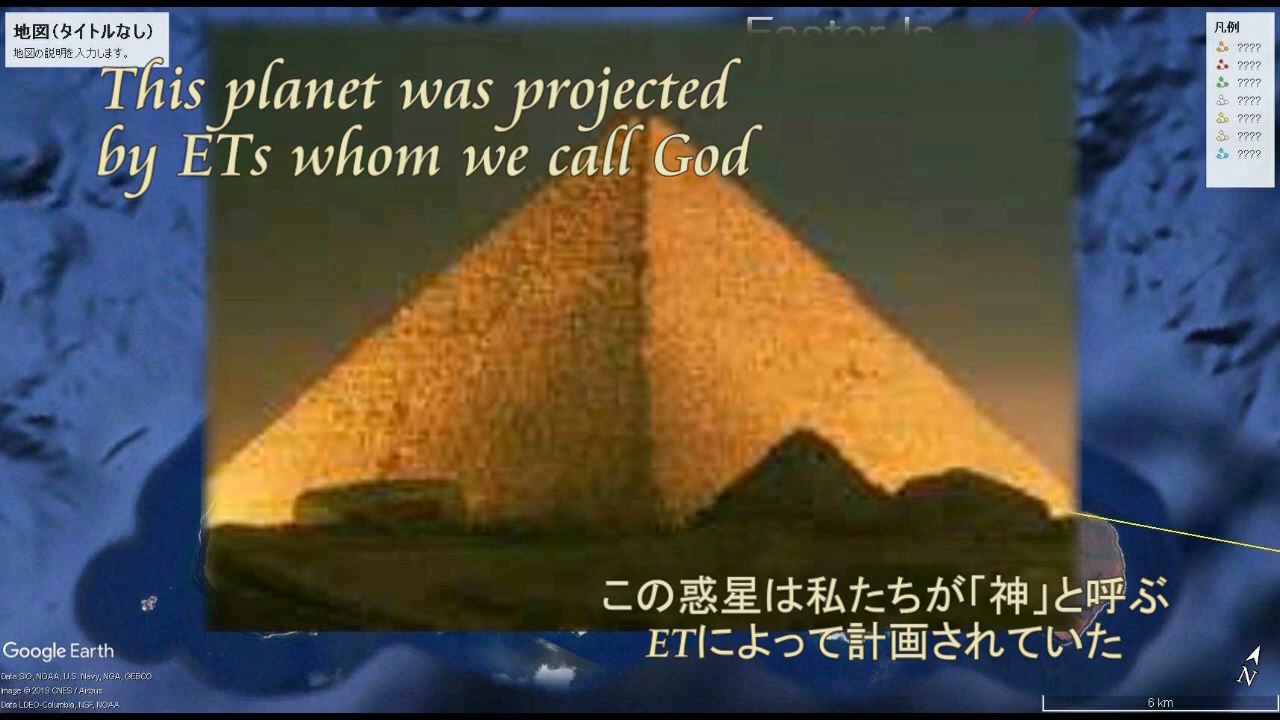 地図(タイトルなし)
地図の説明を入力します。
Easter Is
凡例
????
????
????
????
????
????
????
This planet was projected
by ETs whom we call God
この惑星は私たちが「神」と呼ぶ
ETによって計画されていた
Google Earth
Data SIO, NOAA, U.S. Navy, NGA, GEBCO
Image © 2019 CNES / Airbus
Data LDEO-Columbia, NSF, NOAA
N
6 km